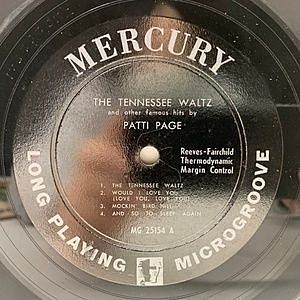 MERCURY
THE TENNESSEE WALTZ
and other famous hits by
PATTI PAGE
Reeves-Fairchild
Thermodynamic
Margin Control
1. THE TENNESSEE WALTZ
2. WOULD I LOVE YOU
(LOVE YOU, LOVE YOU)
3. MOCKIN' BIRD HILL
4. AND SO TO SLEEP AGAIN
MG 25154 A
LONG PLAYING MICROGROOVE